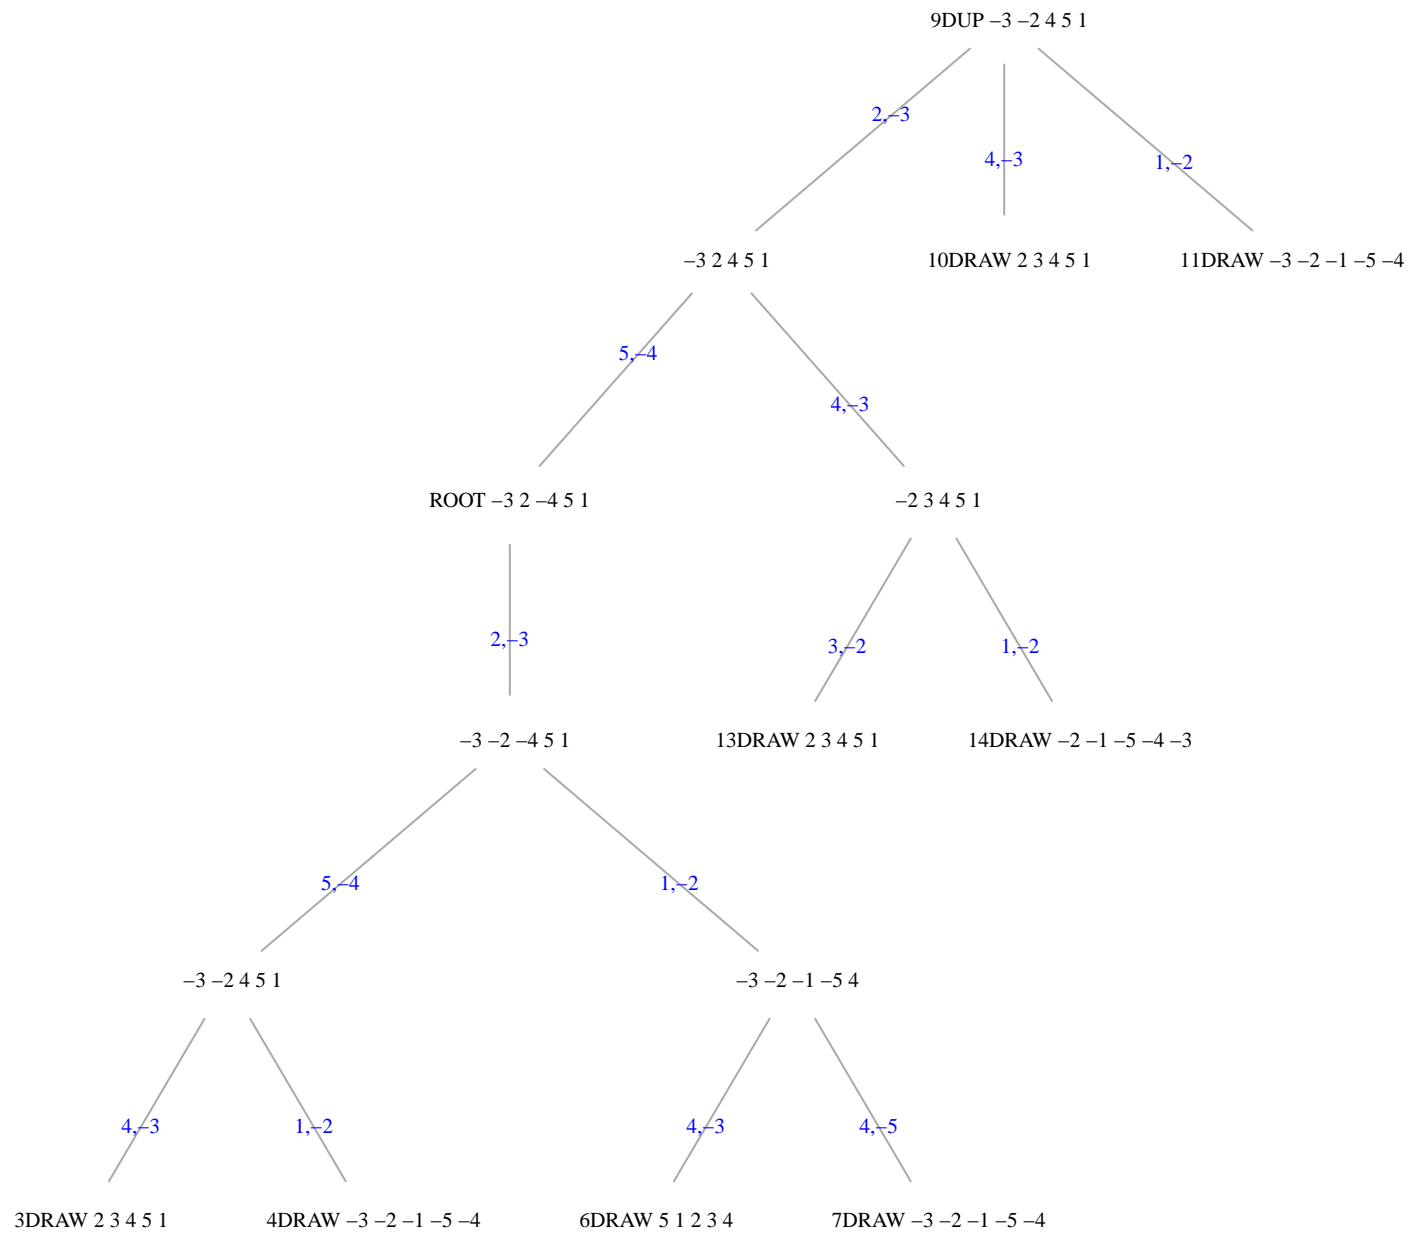 9DUP –3 –2 4 5 1
2,–3
4,–3
1,–2
–3 2 4 5 1
10DRAW 2 3 4 5 1
11DRAW –3 –2 –1 –5 –4
5,–4
4,–3
ROOT –3 2 –4 5 1
–2 3 4 5 1
2,–3
3,–2
1,–2
–3 –2 –4 5 1
13DRAW 2 3 4 5 1
14DRAW –2 –1 –5 –4 –3
5,–4
1,–2
–3 –2 4 5 1
–3 –2 –1 –5 4
4,–3
1,–2
4,–3
4,–5
3DRAW 2 3 4 5 1
4DRAW –3 –2 –1 –5 –4
6DRAW 5 1 2 3 4
7DRAW –3 –2 –1 –5 –4